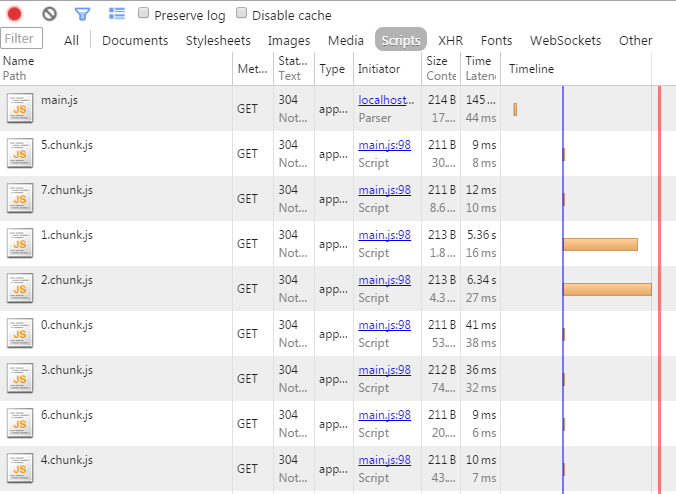 Preserve log Disable cache
Filter All Documents Stylesheets Images Media Scripts XHR Fonts WebSockets Other
Name Met... Stat... Type Initiator Size Time Timeline
Path Text Conte Latenc
JS main.js GET 304 app... localhost... 214 B 145 ...
Not... Parser 17.... 44 ms
JS 5.chunk.js GET 304 app... main.js:98 211 B 9 ms
Not... Script 30.... 8 ms
JS 7.chunk.js GET 304 app... main.js:98 211 B 12 ms
Not... Script 8.6... 10 ms
JS 1.chunk.js GET 304 app... main.js:98 213 B 5.36 s
Not... Script 1.8... 16 ms
JS 2.chunk.js GET 304 app... main.js:98 213 B 6.34 s
Not... Script 4.3... 27 ms
JS 0.chunk.js GET 304 app... main.js:98 211 B 41 ms
Not... Script 53.... 38 ms
JS 3.chunk.js GET 304 app... main.js:98 212 B 36 ms
Not... Script 74.... 32 ms
JS 6.chunk.js GET 304 app... main.js:98 211 B 9 ms
Not... Script 20.... 6 ms
JS 4.chunk.js GET 304 app... main.js:98 211 B 10 ms
Not... Script 43.... 7 ms